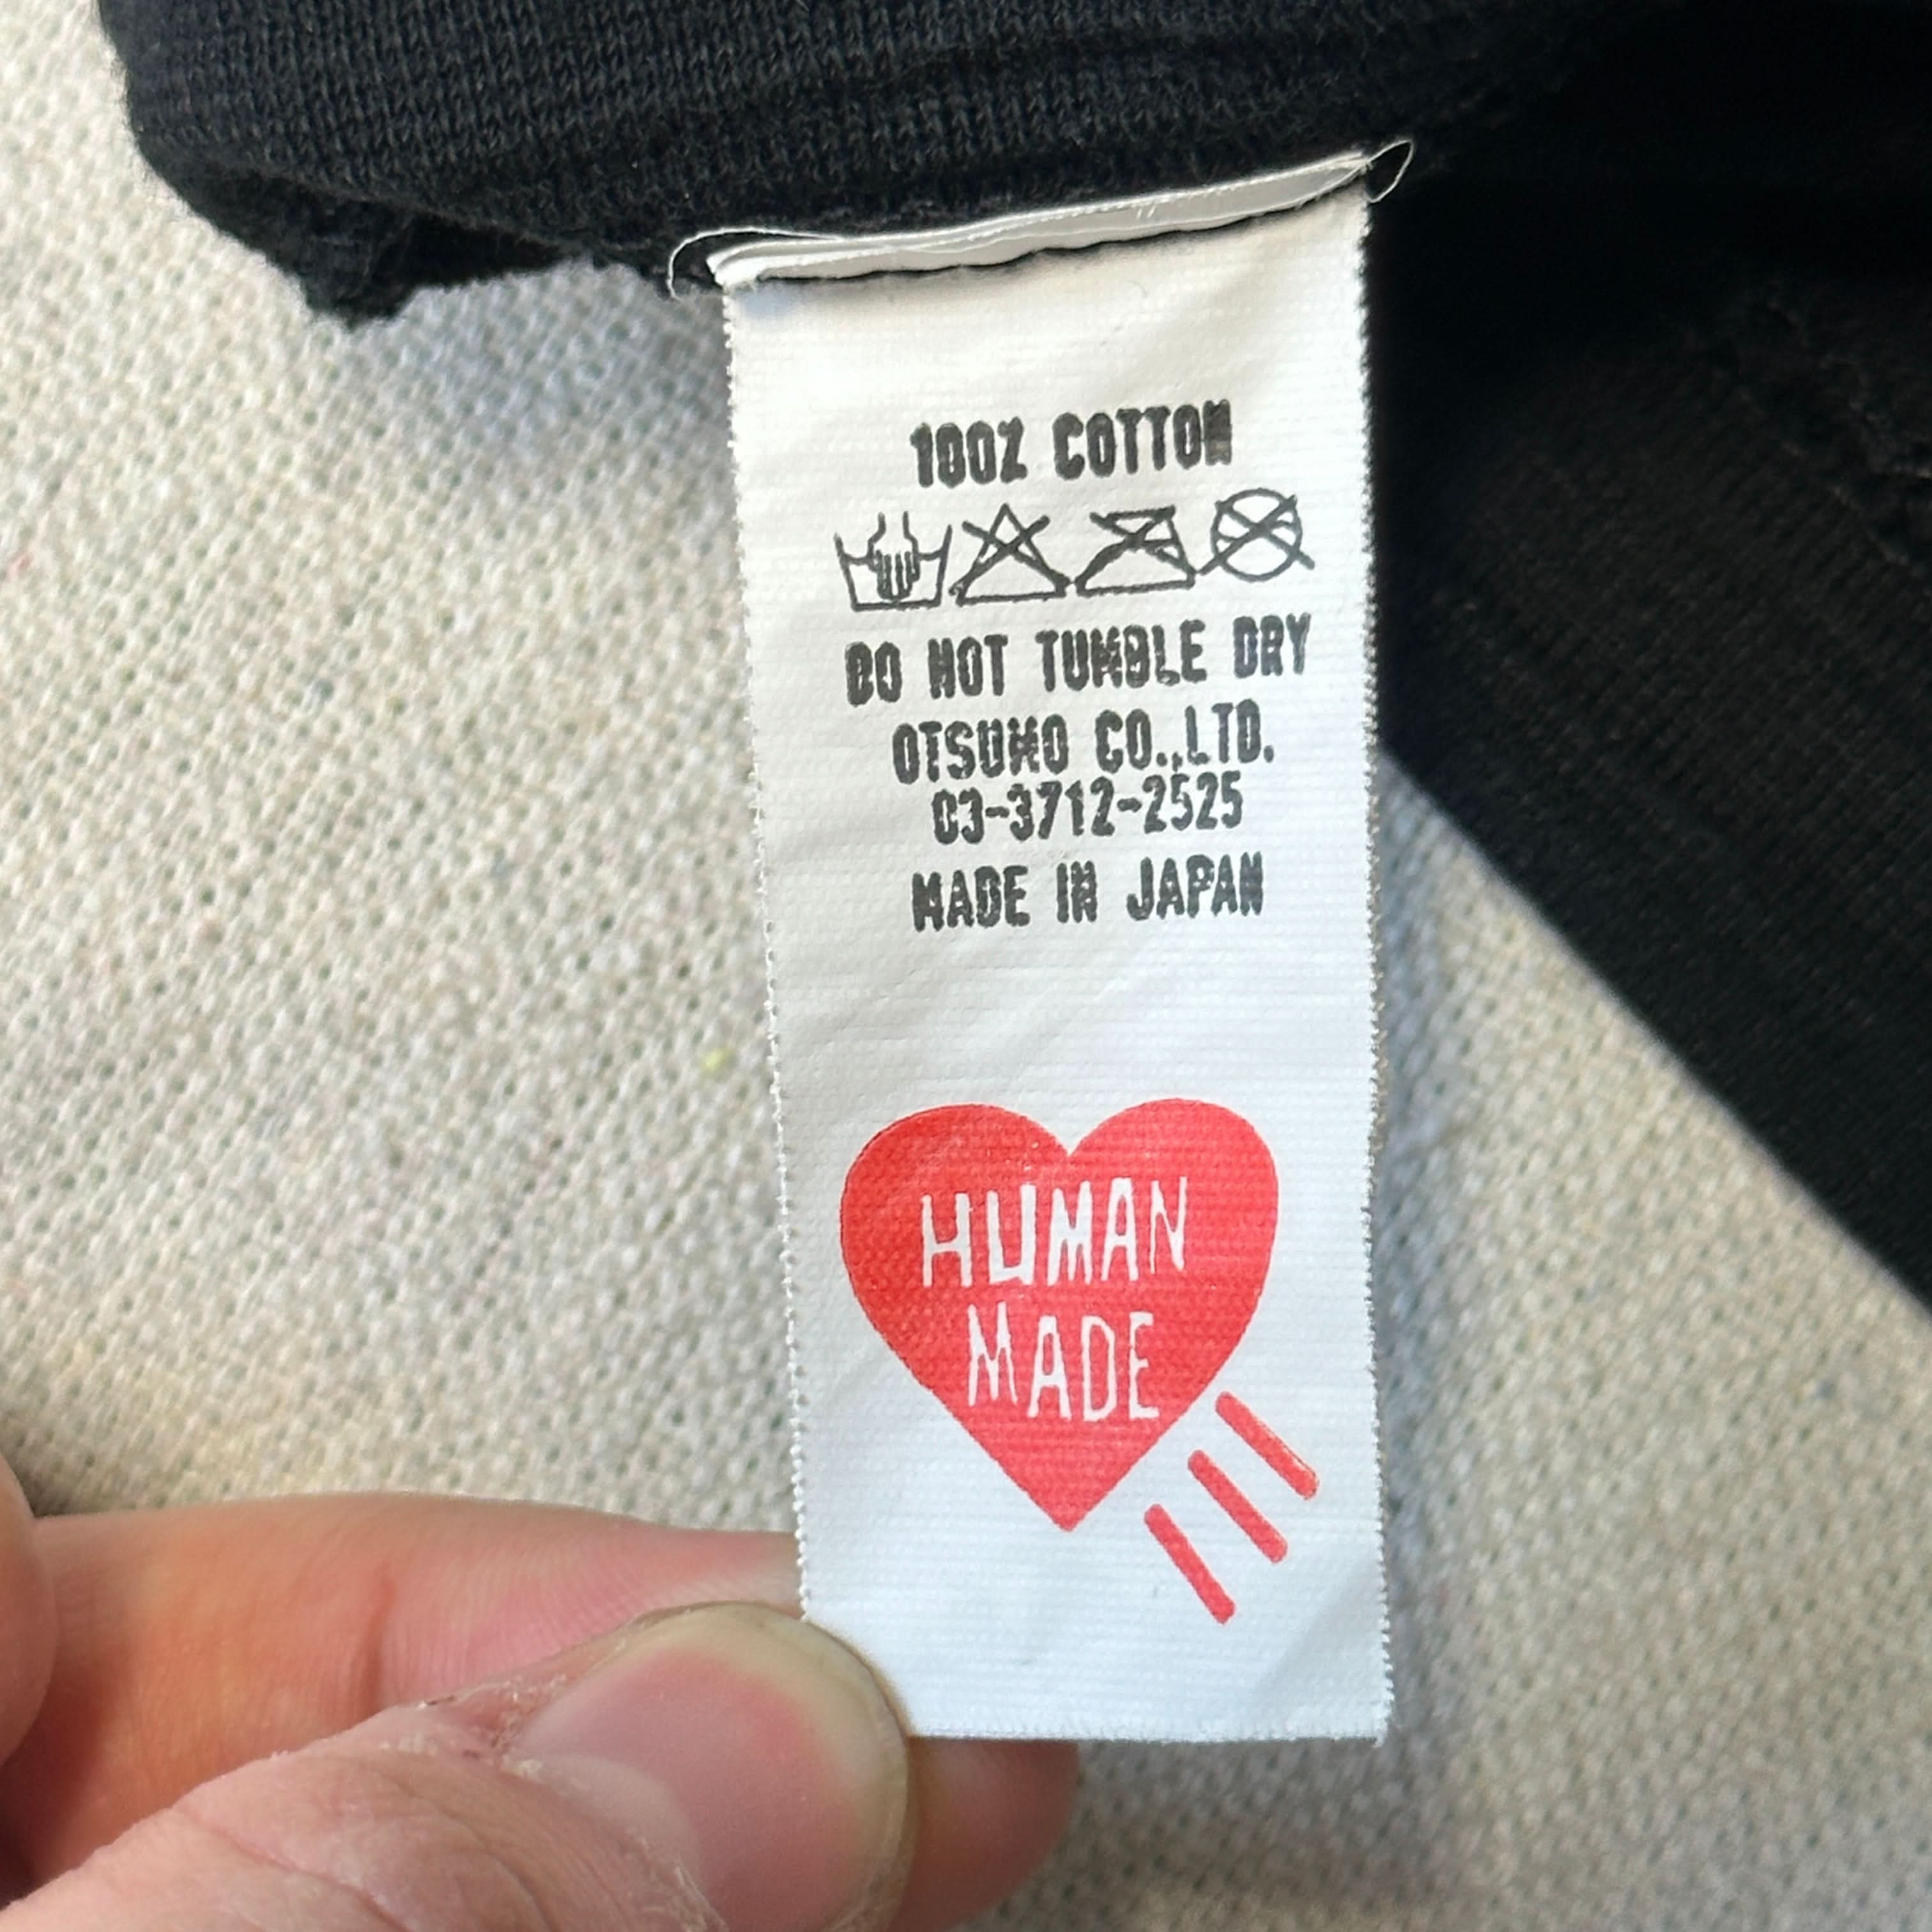 100% COTTON
DO NOT TUMBLE DRY
OTSUMO CO.,LTD.
03-3712-2525
MADE IN JAPAN
HUMAN
MADE